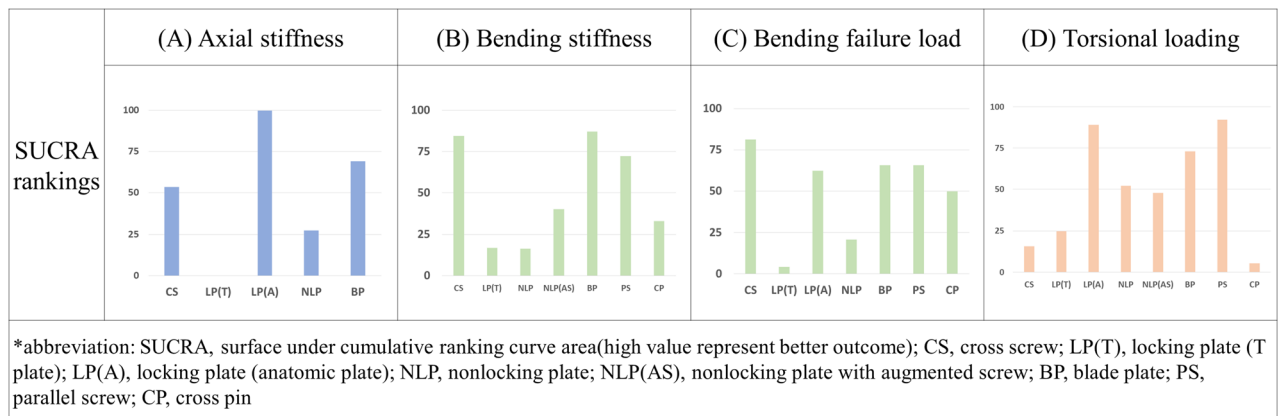 (A) Axial stiffness
(B) Bending stiffness
(C) Bending failure load
(D) Torsional loading
SUCRA
rankings
100
75
50
25
0
CS LP(T) LP(A) NLP BP
100
75
50
25
0
CS LP(T) NLP NLP(AS) BP PS CP
100
75
50
25
0
CS LP(T) LP(A) NLP BP PS CP
100
75
50
25
0
CS LP(T) LP(A) NLP NLP(AS) BP PS CP
*abbreviation: SUCRA, surface under cumulative ranking curve area(high value represent better outcome); CS, cross screw; LP(T), locking plate (T
plate); LP(A), locking plate (anatomic plate); NLP, nonlocking plate; NLP(AS), nonlocking plate with augmented screw; BP, blade plate; PS,
parallel screw; CP, cross pin